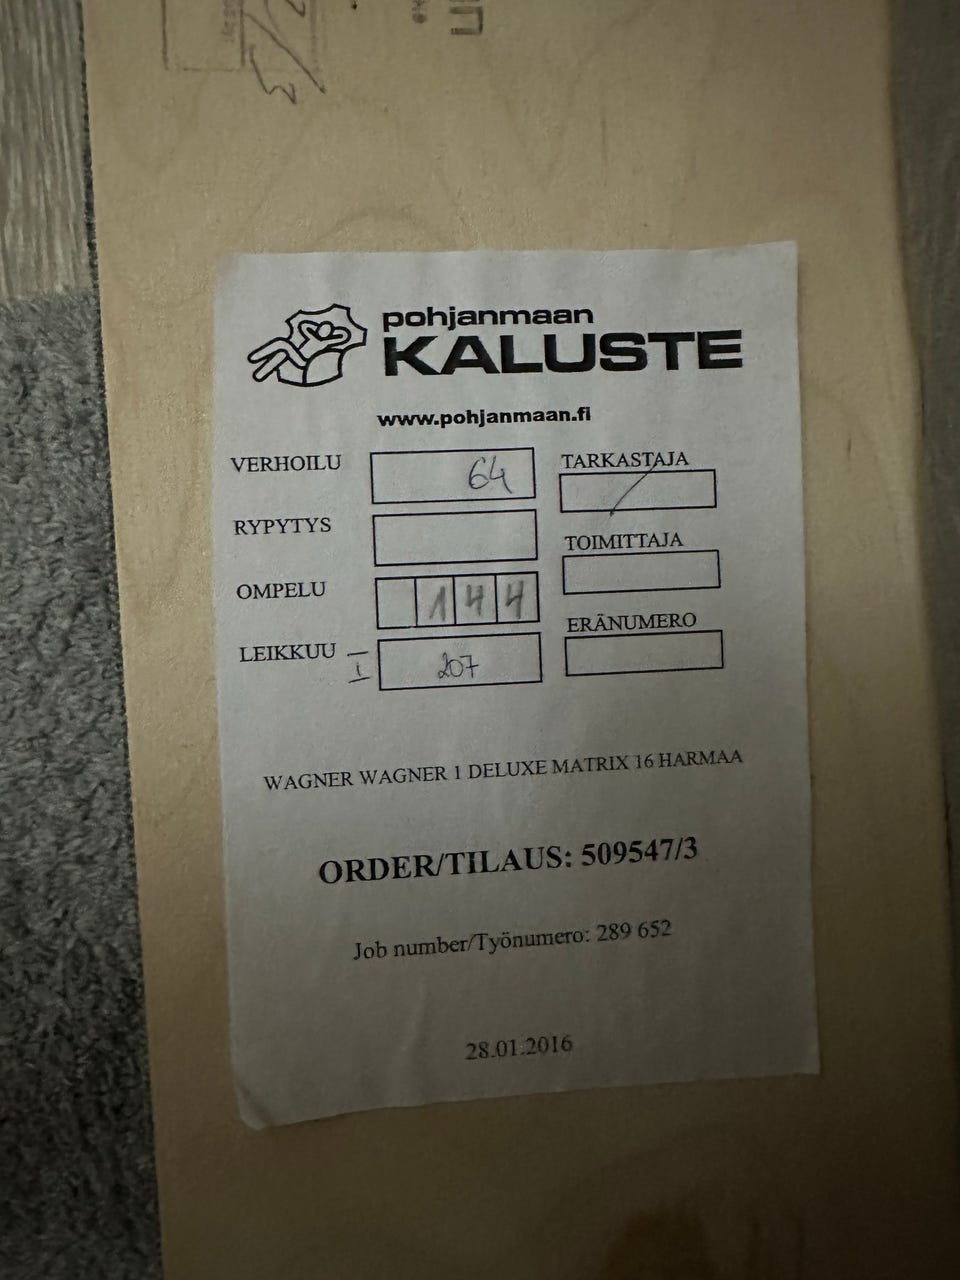 pohjanmaan
KALUSTE
www.pohjanmaan.fi
VERHOILU 64
TARKASTAJA
RYPYTYS
TOIMITTAJA
OMPELU 144
ERÄNUMERO
LEIKKUU 207
WAGNER WAGNER 1 DELUXE MATRIX 16 HARMAA
ORDER/TILAUS: 509547/3
Job number/Työnumero: 289 652
28.01.2016